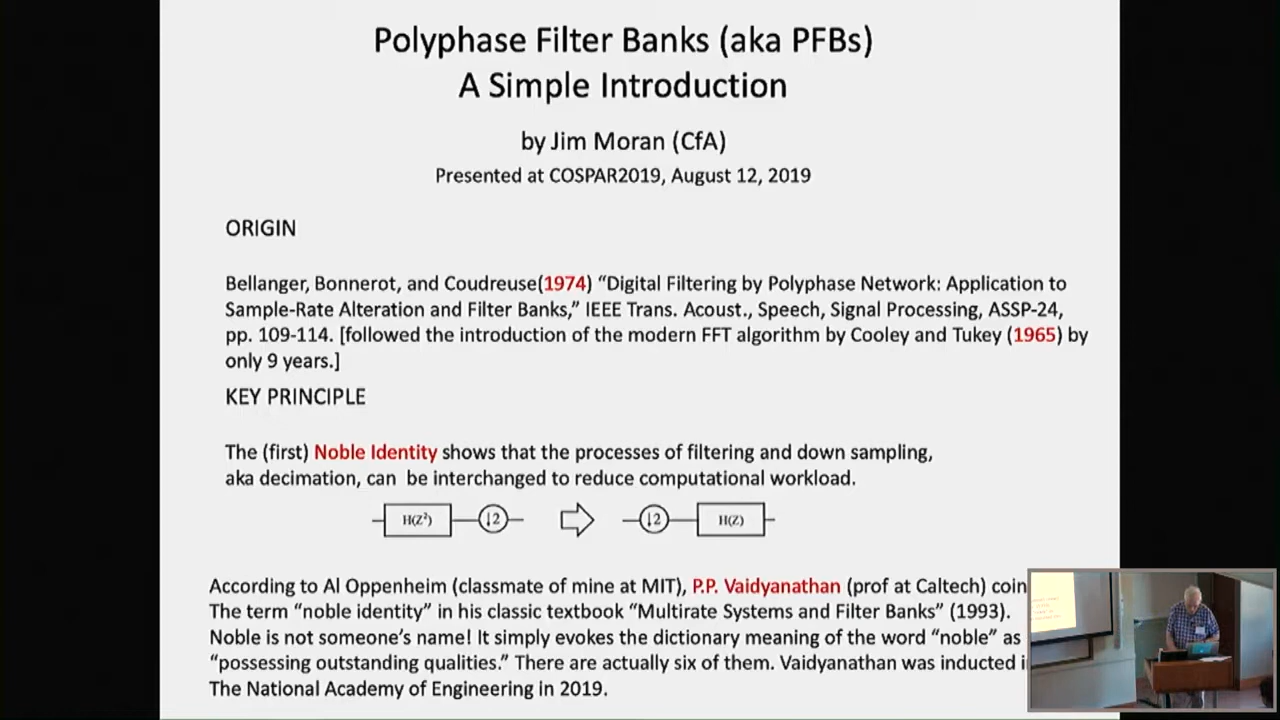 Polyphase Filter Banks (aka PFBs)
A Simple Introduction
by Jim Moran (CfA)
Presented at COSPAR2019, August 12, 2019
ORIGIN
Bellanger, Bonnerot, and Coudreuse(1974) “Digital Filtering by Polyphase Network: Application to
Sample-Rate Alteration and Filter Banks,” IEEE Trans. Acoust., Speech, Signal Processing, ASSP-24,
pp. 109-114. [followed the introduction of the modern FFT algorithm by Cooley and Tukey (1965) by
only 9 years.]
KEY PRINCIPLE
The (first) Noble Identity shows that the processes of filtering and down sampling,
aka decimation, can be interchanged to reduce computational workload.
H(Z²) ↓2 H(Z) ↓2
According to Al Oppenheim (classmate of mine at MIT), P.P. Vaidyanathan (prof at Caltech) coin
The term “noble identity” in his classic textbook “Multirate Systems and Filter Banks” (1993).
Noble is not someone’s name! It simply evokes the dictionary meaning of the word “noble” as
“possessing outstanding qualities.” There are actually six of them. Vaidyanathan was inducted i
The National Academy of Engineering in 2019.